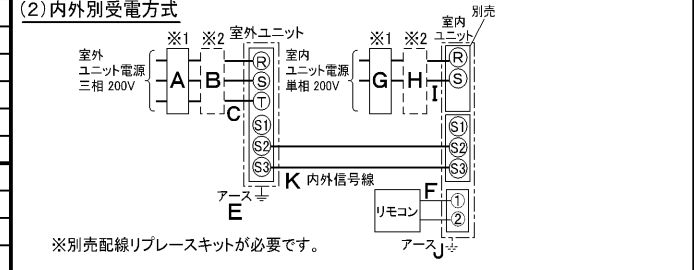 (2)内外別受電方式
※1 ※2 室外ユニット
室外
ユニット電源
三相 200V
A B
C
R
S
T
S1
S2
S3
アース
E
K 内外信号線
※1 ※2
室内
ユニット
別売
室内
ユニット電源
単相 200V
G H
I
R
S
S1
S2
S3
F
リモコン
①
②
アース J
※別売配線リプレースキットが必要です。